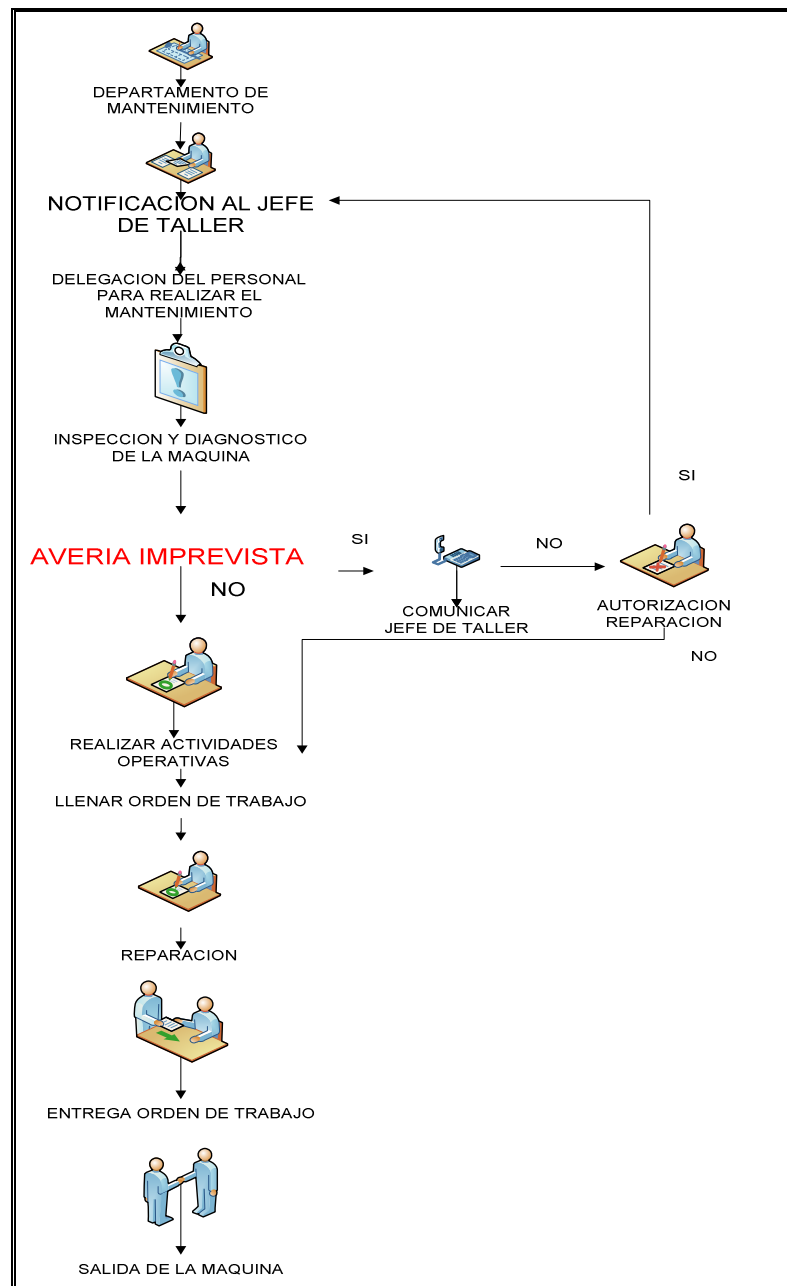 DEPARTAMENTO DE
MANTENIMIENTO
NOTIFICACION AL JEFE
DE TALLER
DELEGACION DEL PERSONAL
PARA REALIZAR EL
MANTENIMIENTO
INSPECCION Y DIAGNOSTICO
DE LA MAQUINA
SI
AVERIA IMPREVISTA
SI
NO
NO
COMUNICAR
JEFE DE TALLER
AUTORIZACION
REPARACION
NO
REALIZAR ACTIVIDADES
OPERATIVAS
LLENAR ORDEN DE TRABAJO
REPARACION
ENTREGA ORDEN DE TRABAJO
SALIDA DE LA MAQUINA